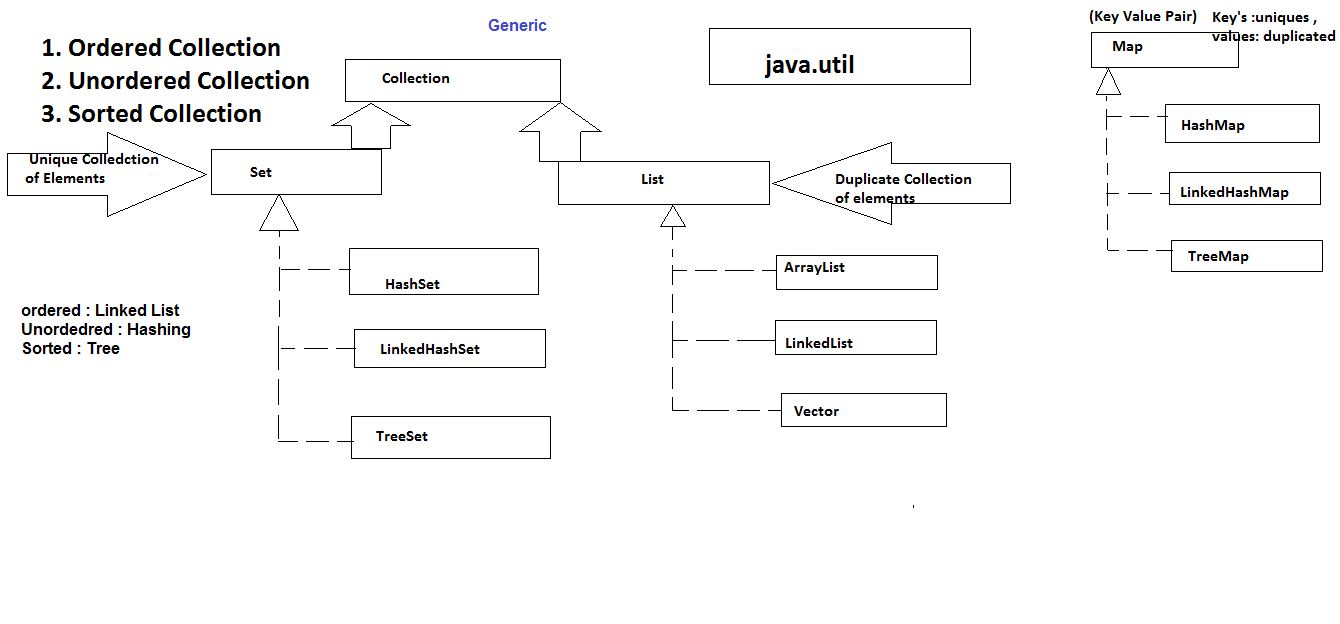 Generic
1. Ordered Collection
2. Unordered Collection
3. Sorted Collection
Collection
java.util
(Key Value Pair)
Key's :uniques ,
values: duplicated
Map
Unique Colledction
of Elements
Set
List
Duplicate Collection
of elements
HashMap
LinkedHashMap
TreeMap
HashSet
LinkedHashSet
TreeSet
ArrayList
LinkedList
Vector
ordered : Linked List
Unordedred : Hashing
Sorted : Tree